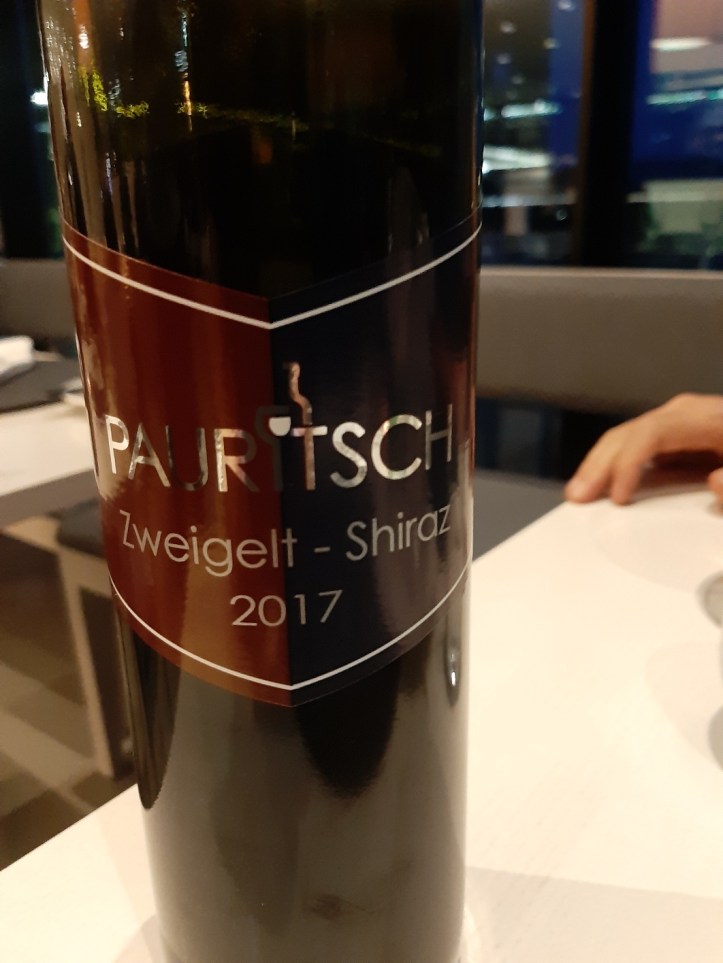 PAURITSCH
Zweigelt - Shiraz
2017